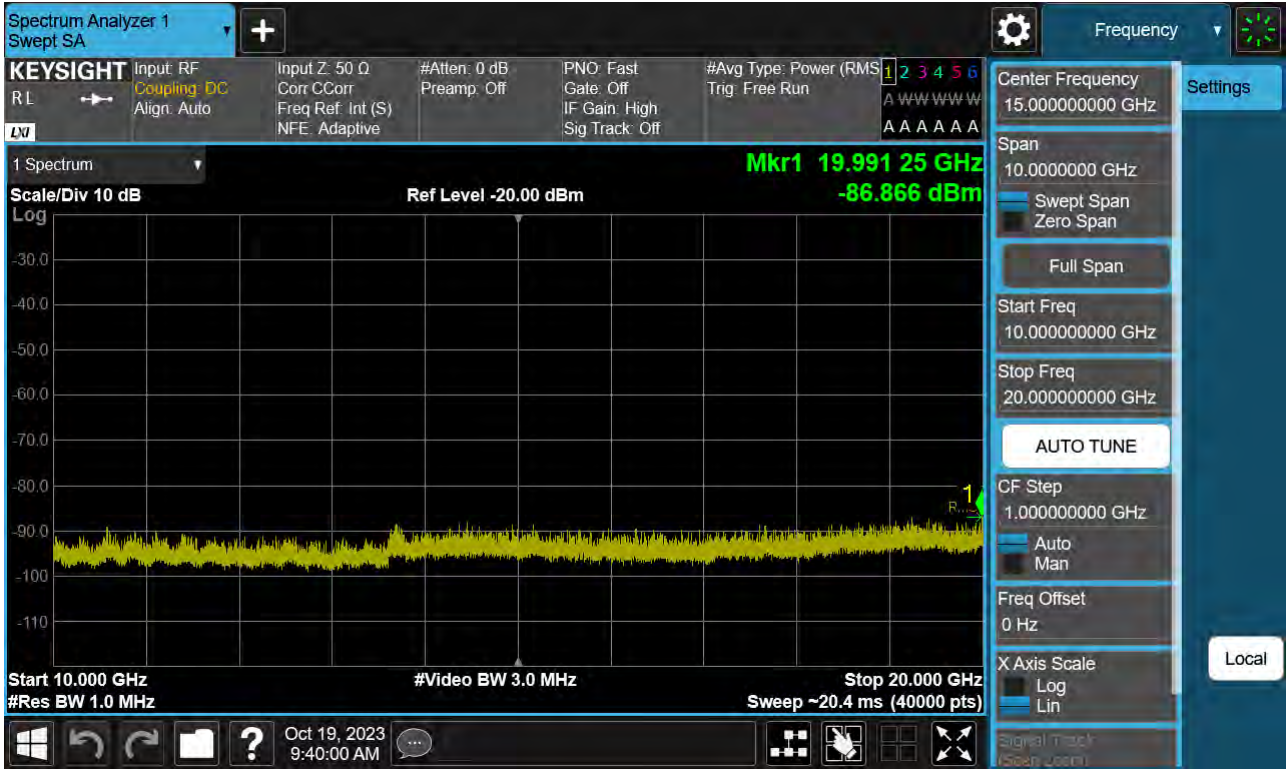 Spectrum Analyzer 1
Swept SA
+
Frequency
KEYSIGHT
RL
LXI
Input: RF
Coupling: DC
Align: Auto
Input Z: 50 Ω
Corr CCorr
Freq Ref: Int (S)
NFE: Adaptive
#Atten: 0 dB
Preamp: Off
PNO: Fast
Gate: Off
IF Gain: High
Sig Track: Off
#Avg Type: Power (RMS
Trig: Free Run
1 2 3 4 5 6
A W W W W W
A A A A A A
1 Spectrum
Scale/Div 10 dB
Log
Ref Level -20.00 dBm
Mkr1 19.991 25 GHz
-86.866 dBm
-30.0
-40.0
-50.0
-60.0
-70.0
-80.0
-90.0
-100
-110
1
Start 10.000 GHz
#Video BW 3.0 MHz
Stop 20.000 GHz
#Res BW 1.0 MHz
Sweep ~20.4 ms (40000 pts)
?
Oct 19, 2023
9:40:00 AM
Center Frequency
15.000000000 GHz
Span
10.0000000 GHz
Swept Span
Zero Span
Full Span
Start Freq
10.000000000 GHz
Stop Freq
20.000000000 GHz
AUTO TUNE
CF Step
1.000000000 GHz
Auto
Man
Freq Offset
0 Hz
X Axis Scale
Log
Lin
Signal Track
(Span Zoom)
Settings
Local